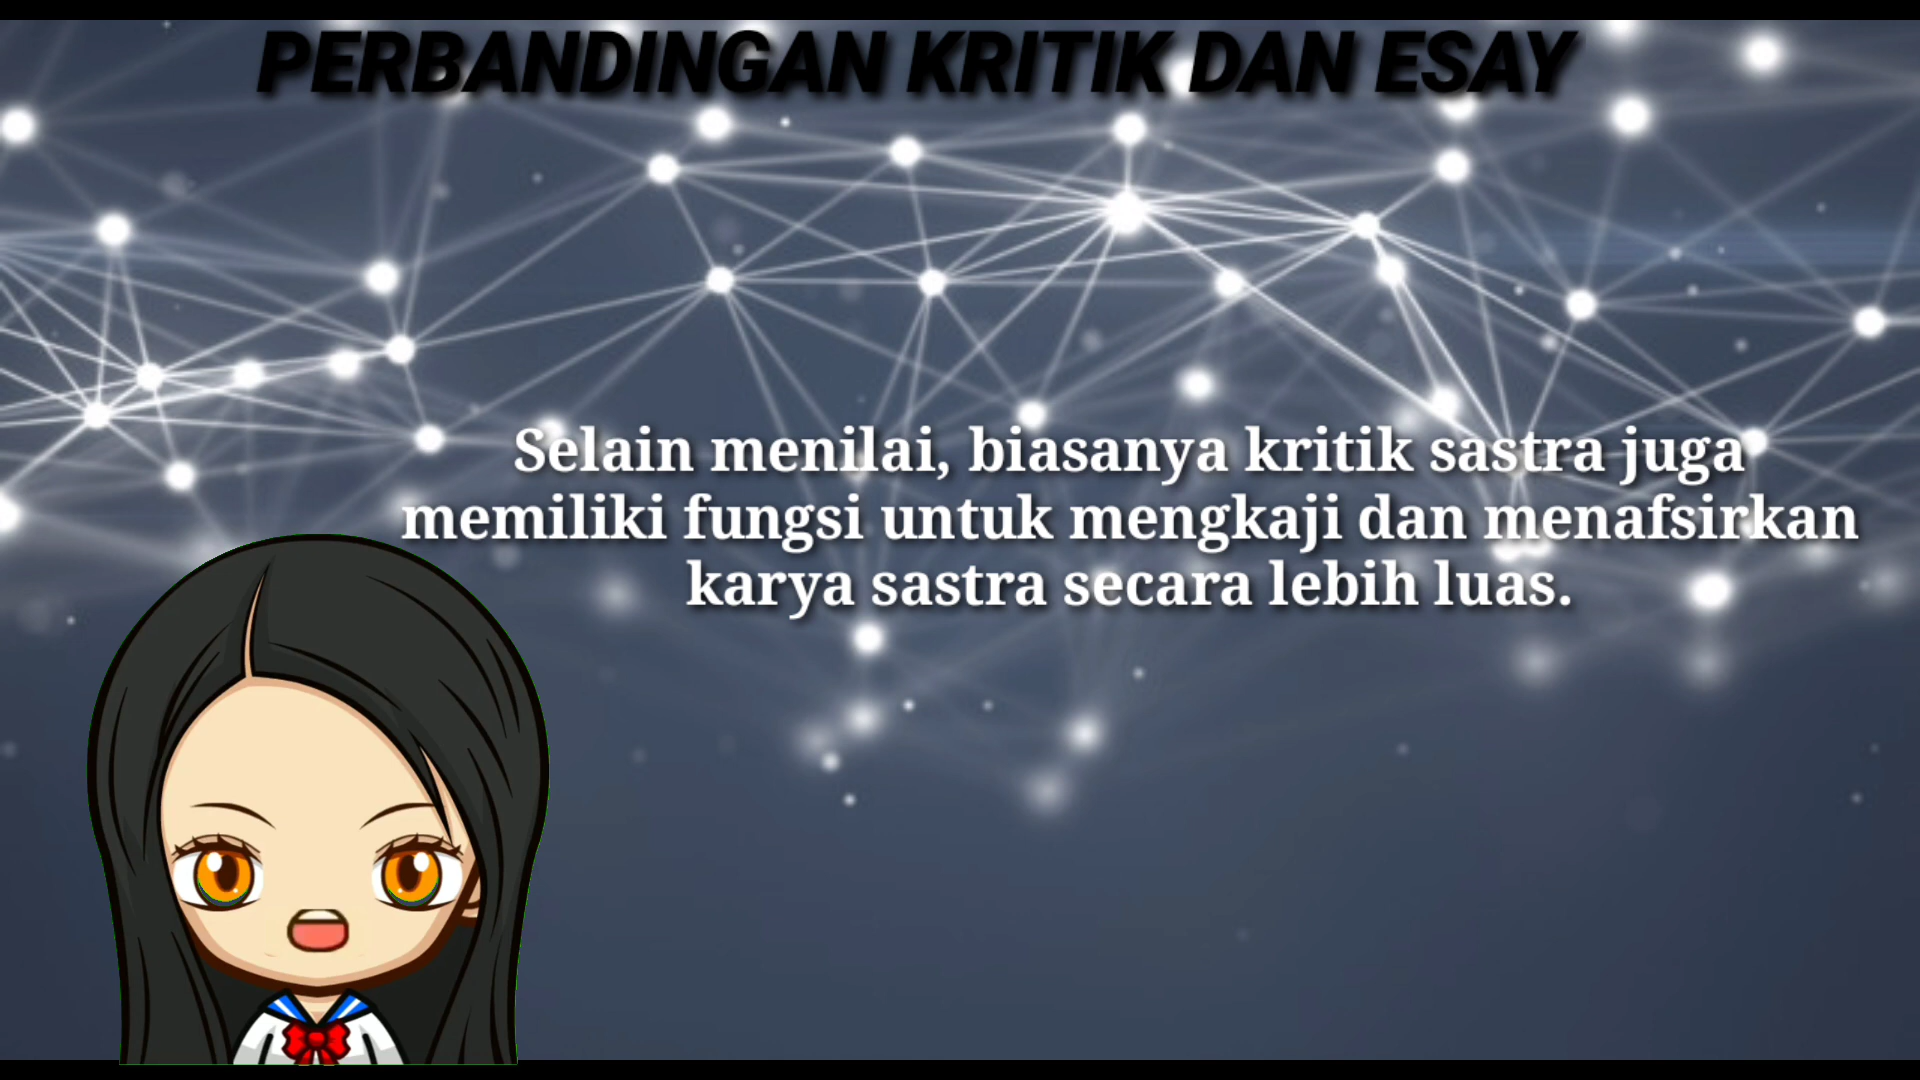 PERBANDINGAN KRITIK DAN ESAY
Selain menilai, biasanya kritik sastra juga
memiliki fungsi untuk mengkaji dan menafsirkan
karya sastra secara lebih luas.